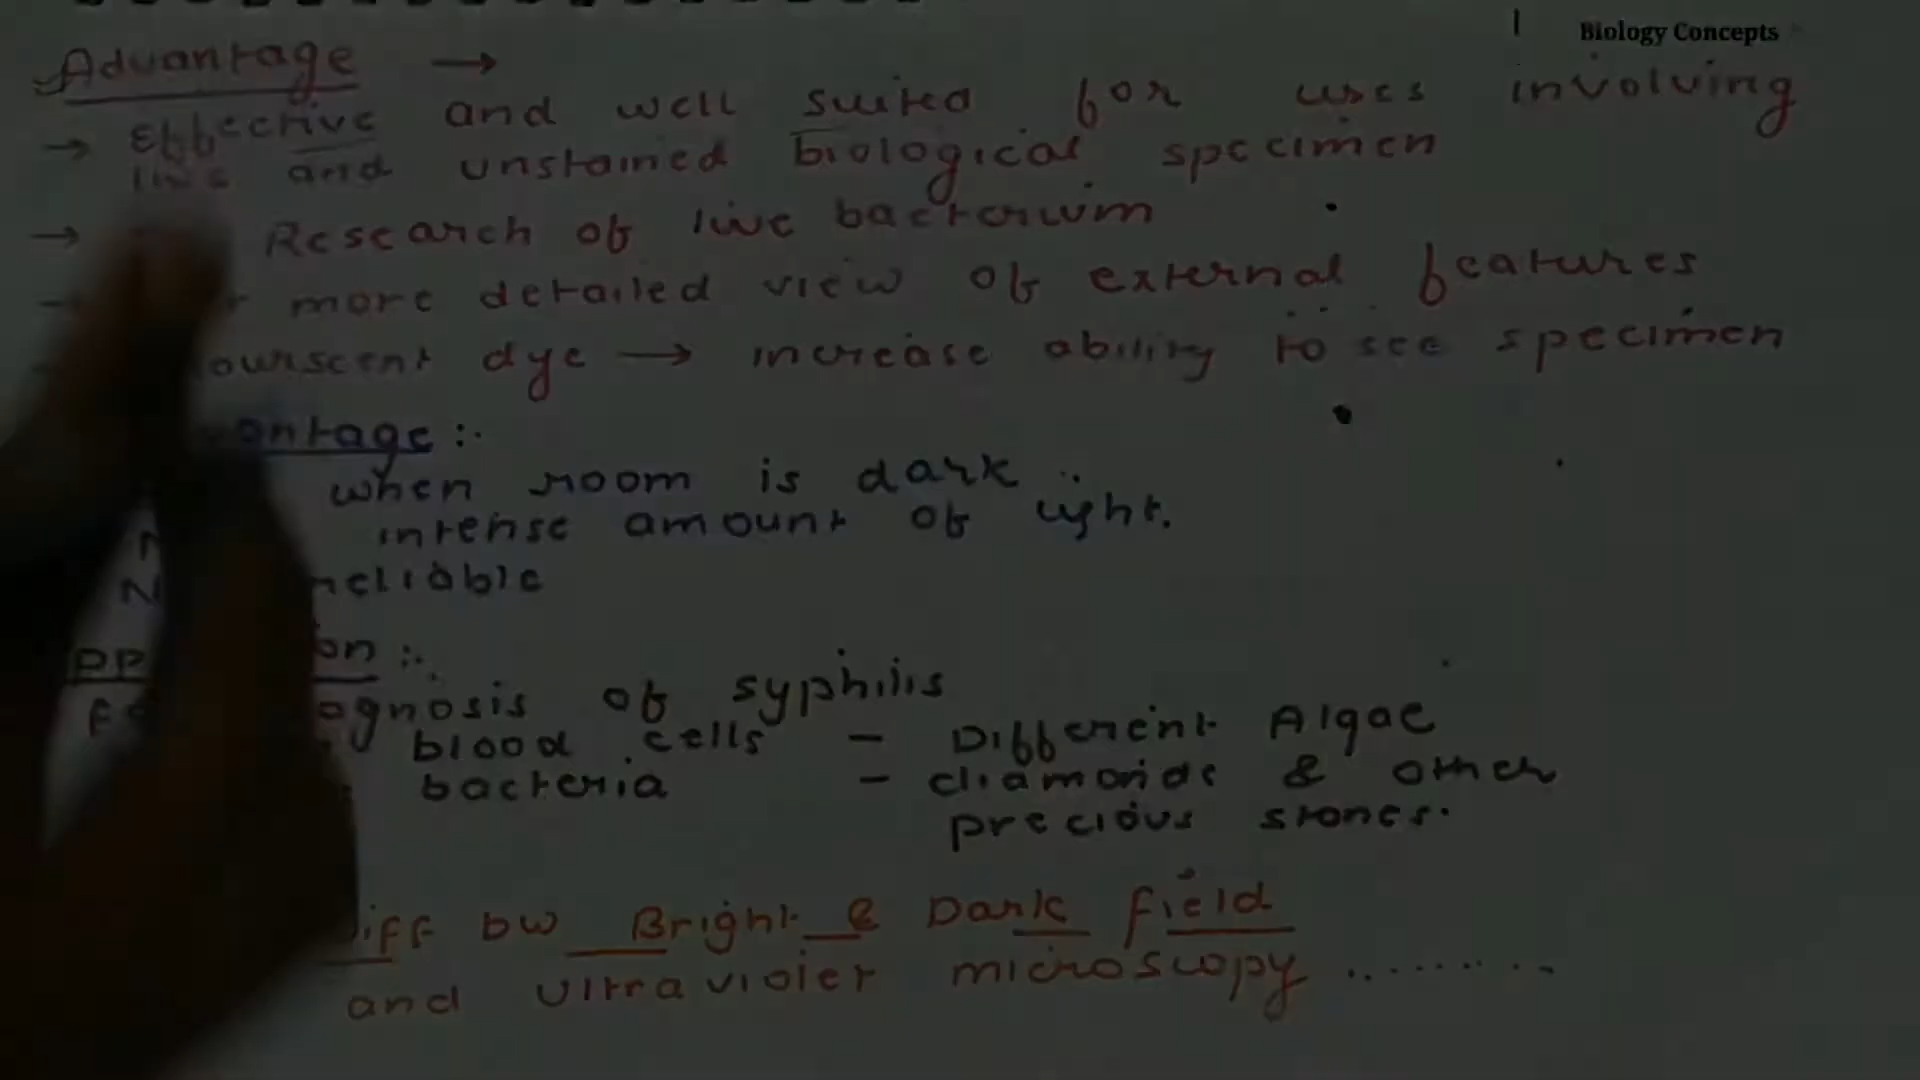 Biology Concepts
Advantage →
→ Effective and well suited for uses involving
live and unstained biological specimen
→ Research of live bacterium
→ more detailed view of external features
dye → increase ability to see specimen
when room is dark
intense amount of light.
reliable
of syphilis
blood cells - Different Algae
bacteria - diamonds & other
precious stones.
Diff bw Bright & Dark field
and ultraviolet microscopy ........